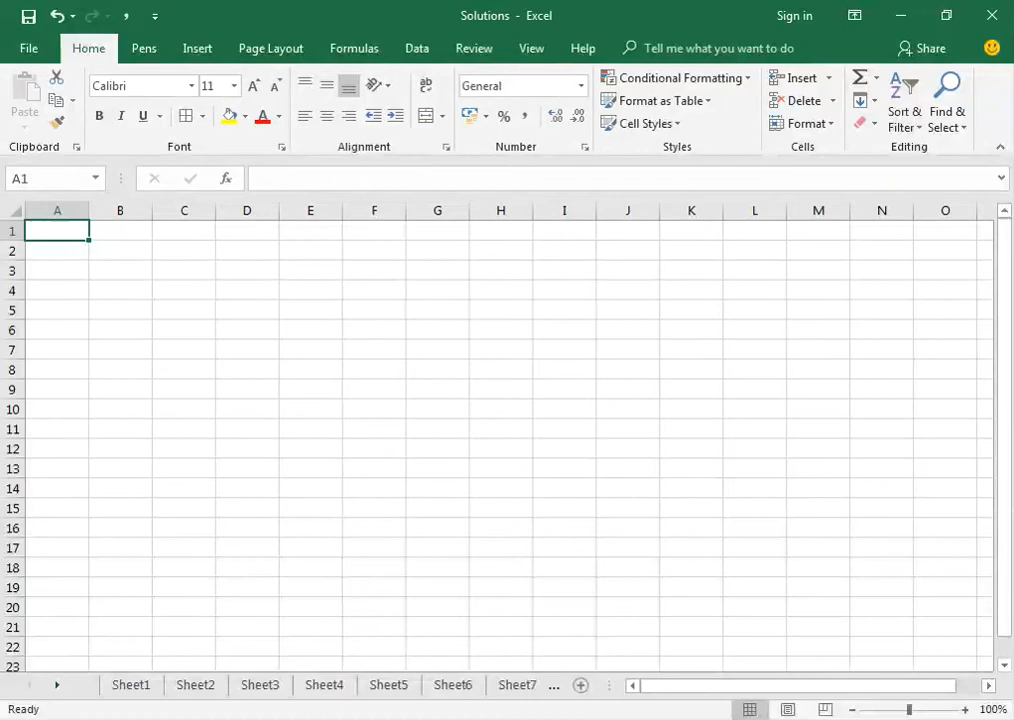 Solutions - Excel
Sign in
File Home Pens Insert Page Layout Formulas Data Review View Help Tell me what you want to do Share
Paste
Calibri 11
B I U A
General
% ,
Conditional Formatting
Format as Table
Cell Styles
Insert
Delete
Format
Sort & Filter
Find & Select
Clipboard Font Alignment Number Styles Cells Editing
A1 fx
A B C D E F G H I J K L M N O
1
2
3
4
5
6
7
8
9
10
11
12
13
14
15
16
17
18
19
20
21
22
23
Sheet1 Sheet2 Sheet3 Sheet4 Sheet5 Sheet6 Sheet7 ...
Ready 100%